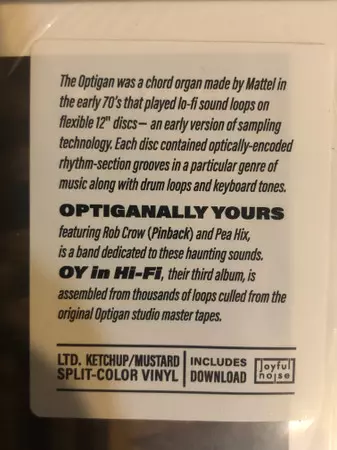 The Optigan was a chord organ made by Mattel in
the early 70's that played lo-fi sound loops on
flexible 12" discs— an early version of sampling
technology. Each disc contained optically-encoded
rhythm-section grooves in a particular genre of
music along with drum loops and keyboard tones.
OPTIGANALLY YOURS
featuring Rob Crow (Pinback) and Pea Hix,
is a band dedicated to these haunting sounds.
OY in Hi-Fi, their third album, is
assembled from thousands of loops culled from the
original Optigan studio master tapes.
LTD. KETCHUP/MUSTARD
SPLIT-COLOR VINYL
INCLUDES
DOWNLOAD
joyful
noise